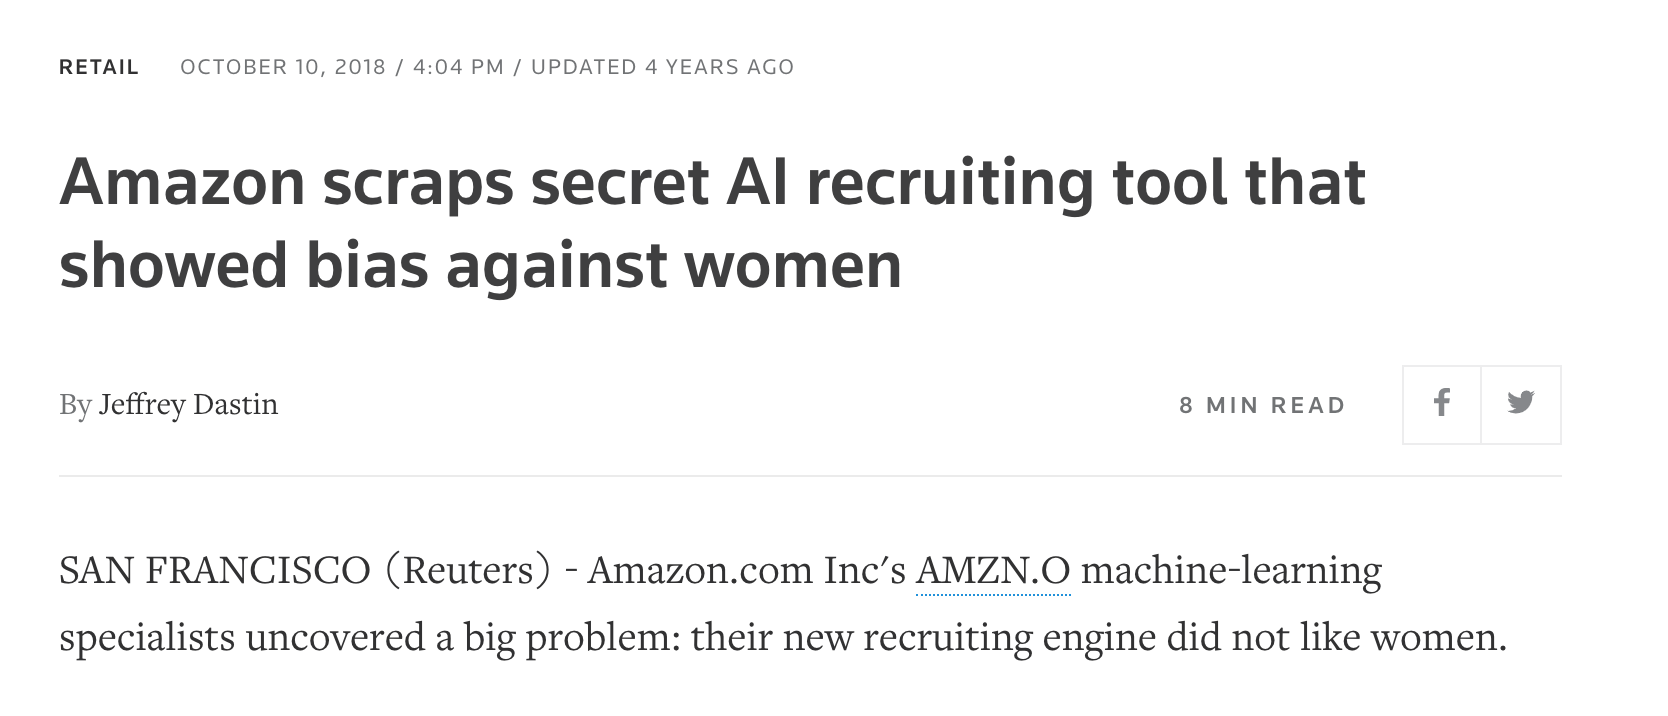 RETAIL OCTOBER 10, 2018 / 4:04 PM / UPDATED 4 YEARS AGO
Amazon scraps secret AI recruiting tool that
showed bias against women
By Jeffrey Dastin 8 MIN READ
SAN FRANCISCO (Reuters) - Amazon.com Inc's AMZN.O machine-learning
specialists uncovered a big problem: their new recruiting engine did not like women.